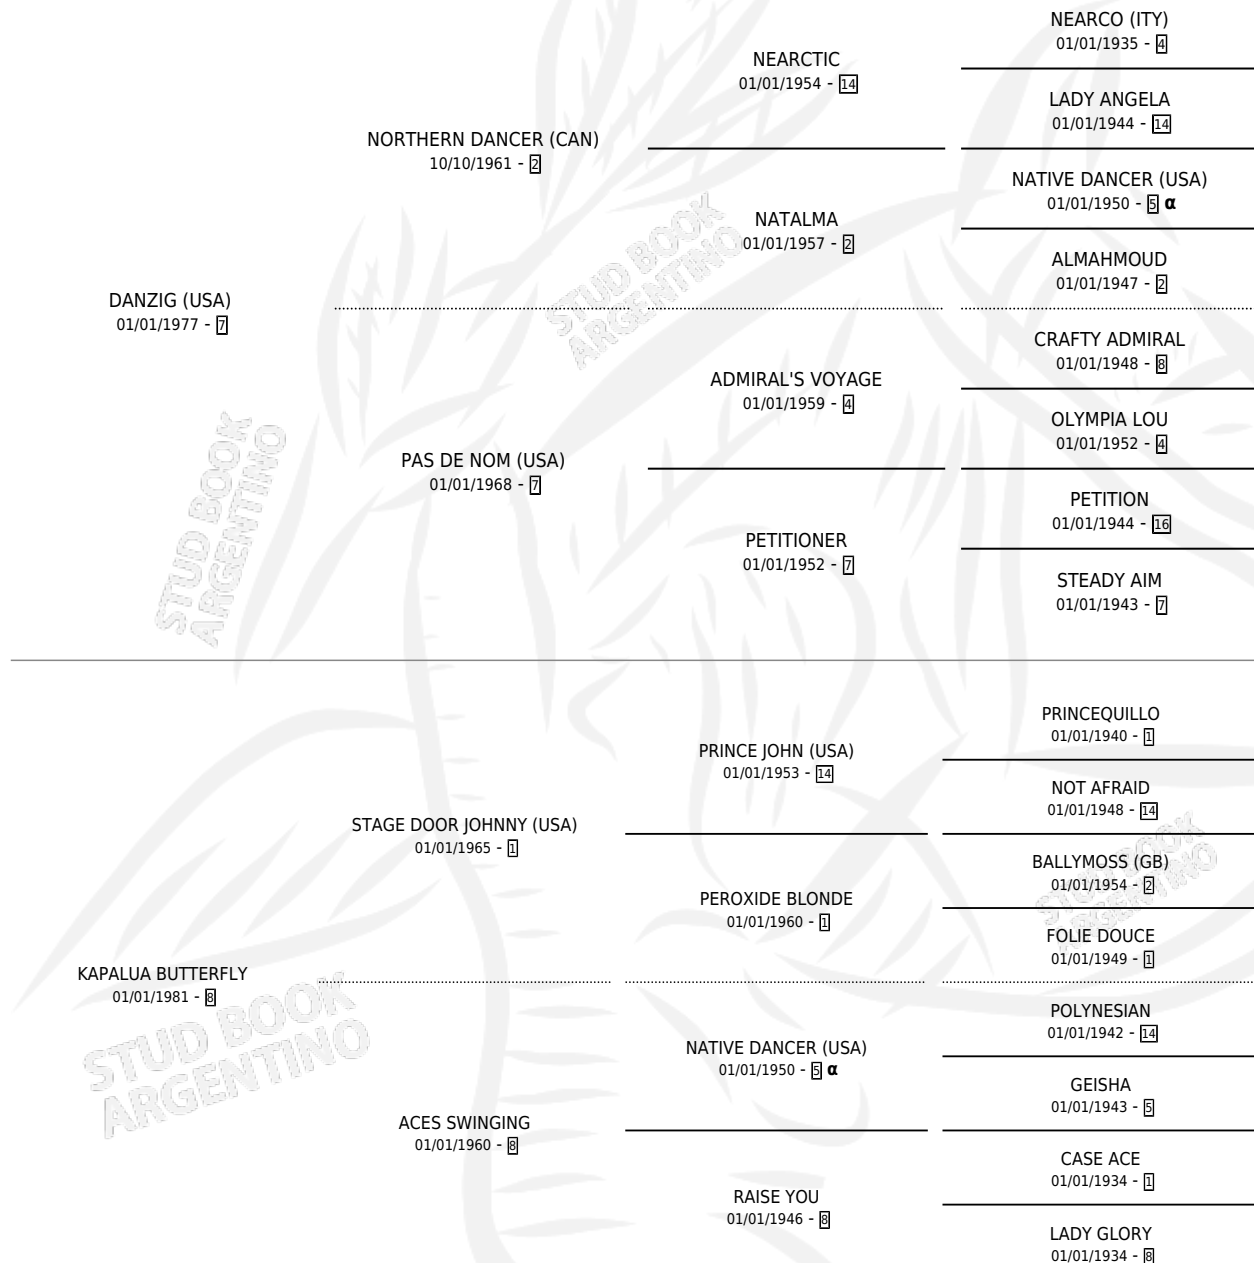 NEARCO (ITY)
01/01/1935 - 4
NEARCTIC
01/01/1954 - 14
LADY ANGELA
01/01/1944 - 14
NORTHERN DANCER (CAN)
10/10/1961 - 2
NATIVE DANCER (USA)
01/01/1950 - 5 α
NATALMA
01/01/1957 - 2
ALMAHMOUD
01/01/1947 - 2
DANZIG (USA)
01/01/1977 - 7
CRAFTY ADMIRAL
01/01/1948 - 8
ADMIRAL'S VOYAGE
01/01/1959 - 4
OLYMPIA LOU
01/01/1952 - 4
PAS DE NOM (USA)
01/01/1968 - 7
PETITION
01/01/1944 - 16
PETITIONER
01/01/1952 - 7
STEADY AIM
01/01/1943 - 7
PRINCEQUILLO
01/01/1940 - 1
PRINCE JOHN (USA)
01/01/1953 - 14
NOT AFRAID
01/01/1948 - 14
STAGE DOOR JOHNNY (USA)
01/01/1965 - 1
BALLYMOSS (GB)
01/01/1954 - 2
PEROXIDE BLONDE
01/01/1960 - 1
FOLIE DOUCE
01/01/1949 - 1
KAPALUA BUTTERFLY
01/01/1981 - 8
POLYNESIAN
01/01/1942 - 14
NATIVE DANCER (USA)
01/01/1950 - 5 α
GEISHA
01/01/1943 - 5
ACES SWINGING
01/01/1960 - 8
CASE ACE
01/01/1934 - 1
RAISE YOU
01/01/1946 - 8
LADY GLORY
01/01/1934 - 8
STUD BOOK
ARGENTINO
STUD BOOK
ARGENTINO
STUD BOOK
ARGENTINO
STUD BOOK
ARGENTINO